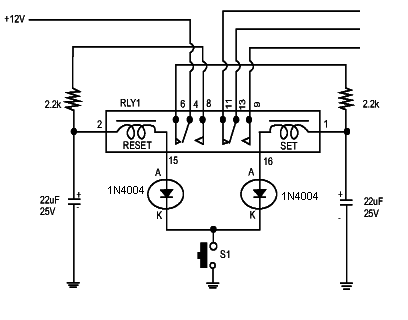 +12V
RLY1
2.2k
6 4 8 11 13 9
2.2k
2
1
RESET
SET
15
16
A
A
1N4004
1N4004
K
K
22uF
25V
+
-
22uF
25V
+
-
S1